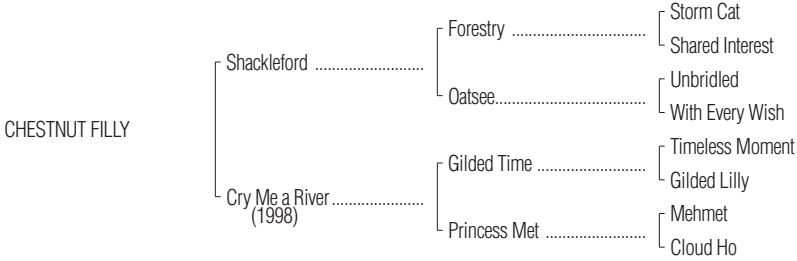 Storm Cat
Forestry ................................
Shared Interest
Shackleford ..........................
Unbridled
Oatsee....................................
With Every Wish
CHESTNUT FILLY
Timeless Moment
Gilded Time ..........................
Gilded Lilly
Cry Me a River ......................
(1998)
Mehmet
Princess Met ........................
Cloud Ho